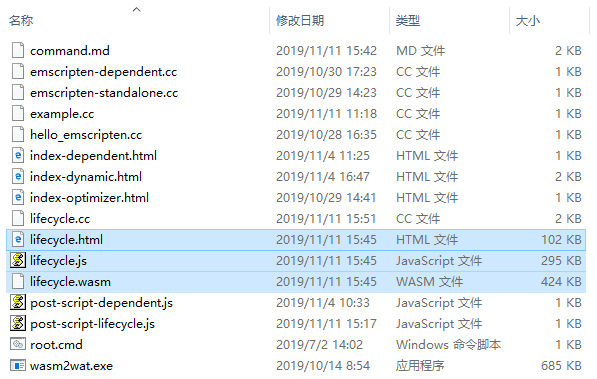 名称 修改日期 类型 大小
command.md 2019/11/11 15:42 MD 文件 2 KB
emscripten-dependent.cc 2019/10/30 17:23 CC 文件 1 KB
emscripten-standalone.cc 2019/10/29 14:23 CC 文件 1 KB
example.cc 2019/11/11 11:18 CC 文件 1 KB
hello_emscripten.cc 2019/10/28 16:35 CC 文件 1 KB
index-dependent.html 2019/11/4 11:25 HTML 文件 1 KB
index-dynamic.html 2019/11/4 16:47 HTML 文件 2 KB
index-optimizer.html 2019/10/29 14:41 HTML 文件 1 KB
lifecycle.cc 2019/11/11 15:51 CC 文件 2 KB
lifecycle.html 2019/11/11 15:45 HTML 文件 102 KB
lifecycle.js 2019/11/11 15:45 JavaScript 文件 295 KB
lifecycle.wasm 2019/11/11 15:45 WASM 文件 424 KB
post-script-dependent.js 2019/11/4 10:33 JavaScript 文件 1 KB
post-script-lifecycle.js 2019/11/11 15:17 JavaScript 文件 1 KB
root.cmd 2019/7/2 14:02 Windows 命令脚本 1 KB
wasm2wat.exe 2019/10/14 8:54 应用程序 685 KB